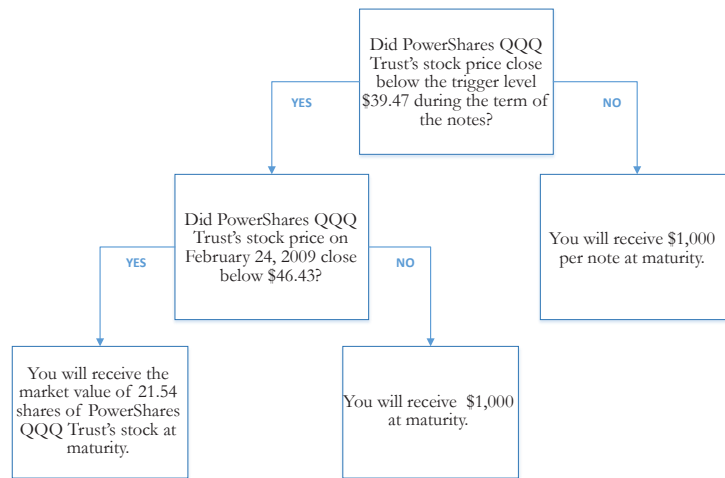 Did PowerShares QQQ
Trust's stock price close
below the trigger level
$39.47 during the term of
the notes?
YES
NO
Did PowerShares QQQ
Trust's stock price on
February 24, 2009 close
below $46.43?
You will receive $1,000
per note at maturity.
YES
NO
You will receive the
market value of 21.54
shares of PowerShares
QQQ Trust's stock at
maturity.
You will receive $1,000
at maturity.